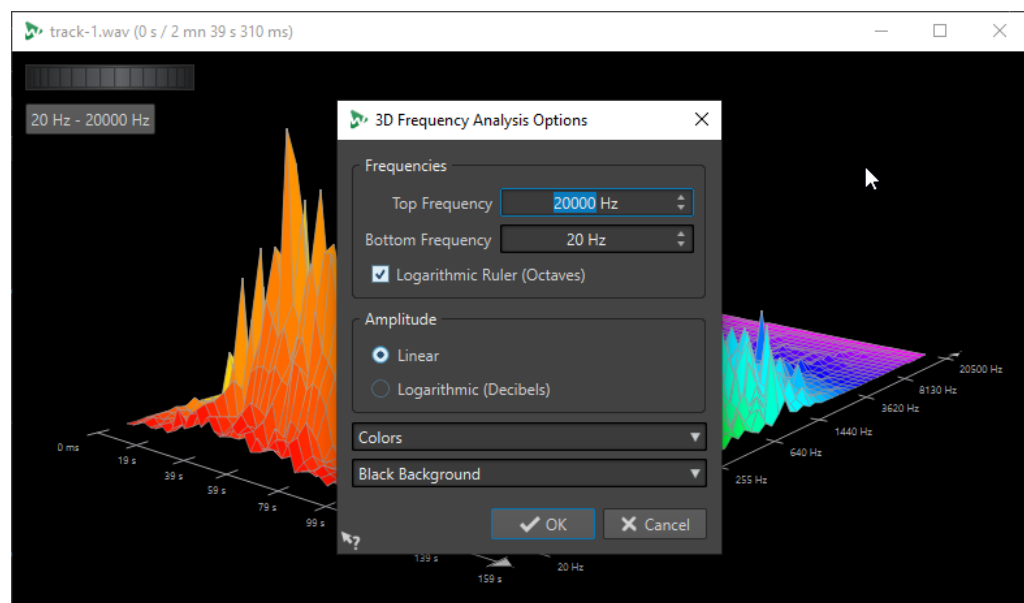 track-1.wav (0 s / 2 mn 39 s 310 ms)
20 Hz - 20000 Hz
3D Frequency Analysis Options
Frequencies
Top Frequency 20000 Hz
Bottom Frequency 20 Hz
Logarithmic Ruler (Octaves)
Amplitude
Linear
Logarithmic (Decibels)
Colors
Black Background
OK Cancel
0 ms
19 s
39 s
59 s
79 s
99 s
139 s
159 s
20 Hz
255 Hz
640 Hz
1440 Hz
3620 Hz
8130 Hz
20500 Hz